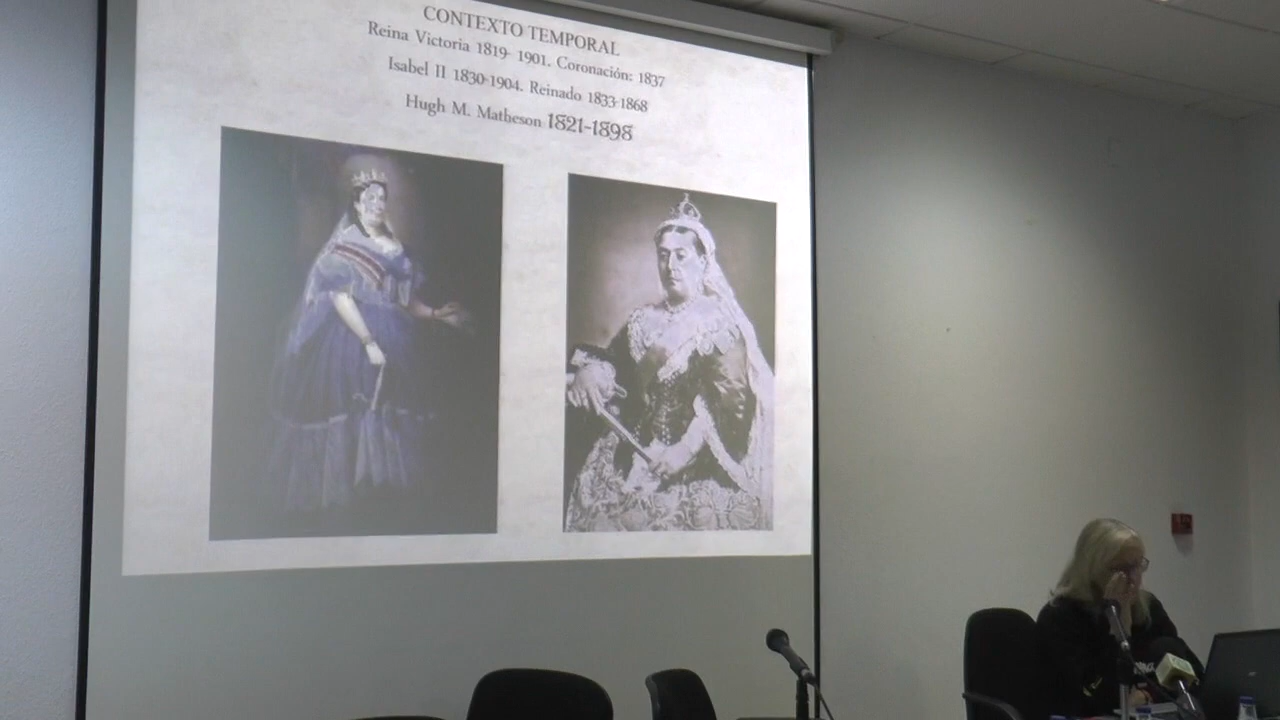 CONTEXTO TEMPORAL
Reina Victoria 1819- 1901. Coronación: 1837
Isabel II 1830-1904. Reinado 1833-1868
Hugh M. Matheson 1821-1898